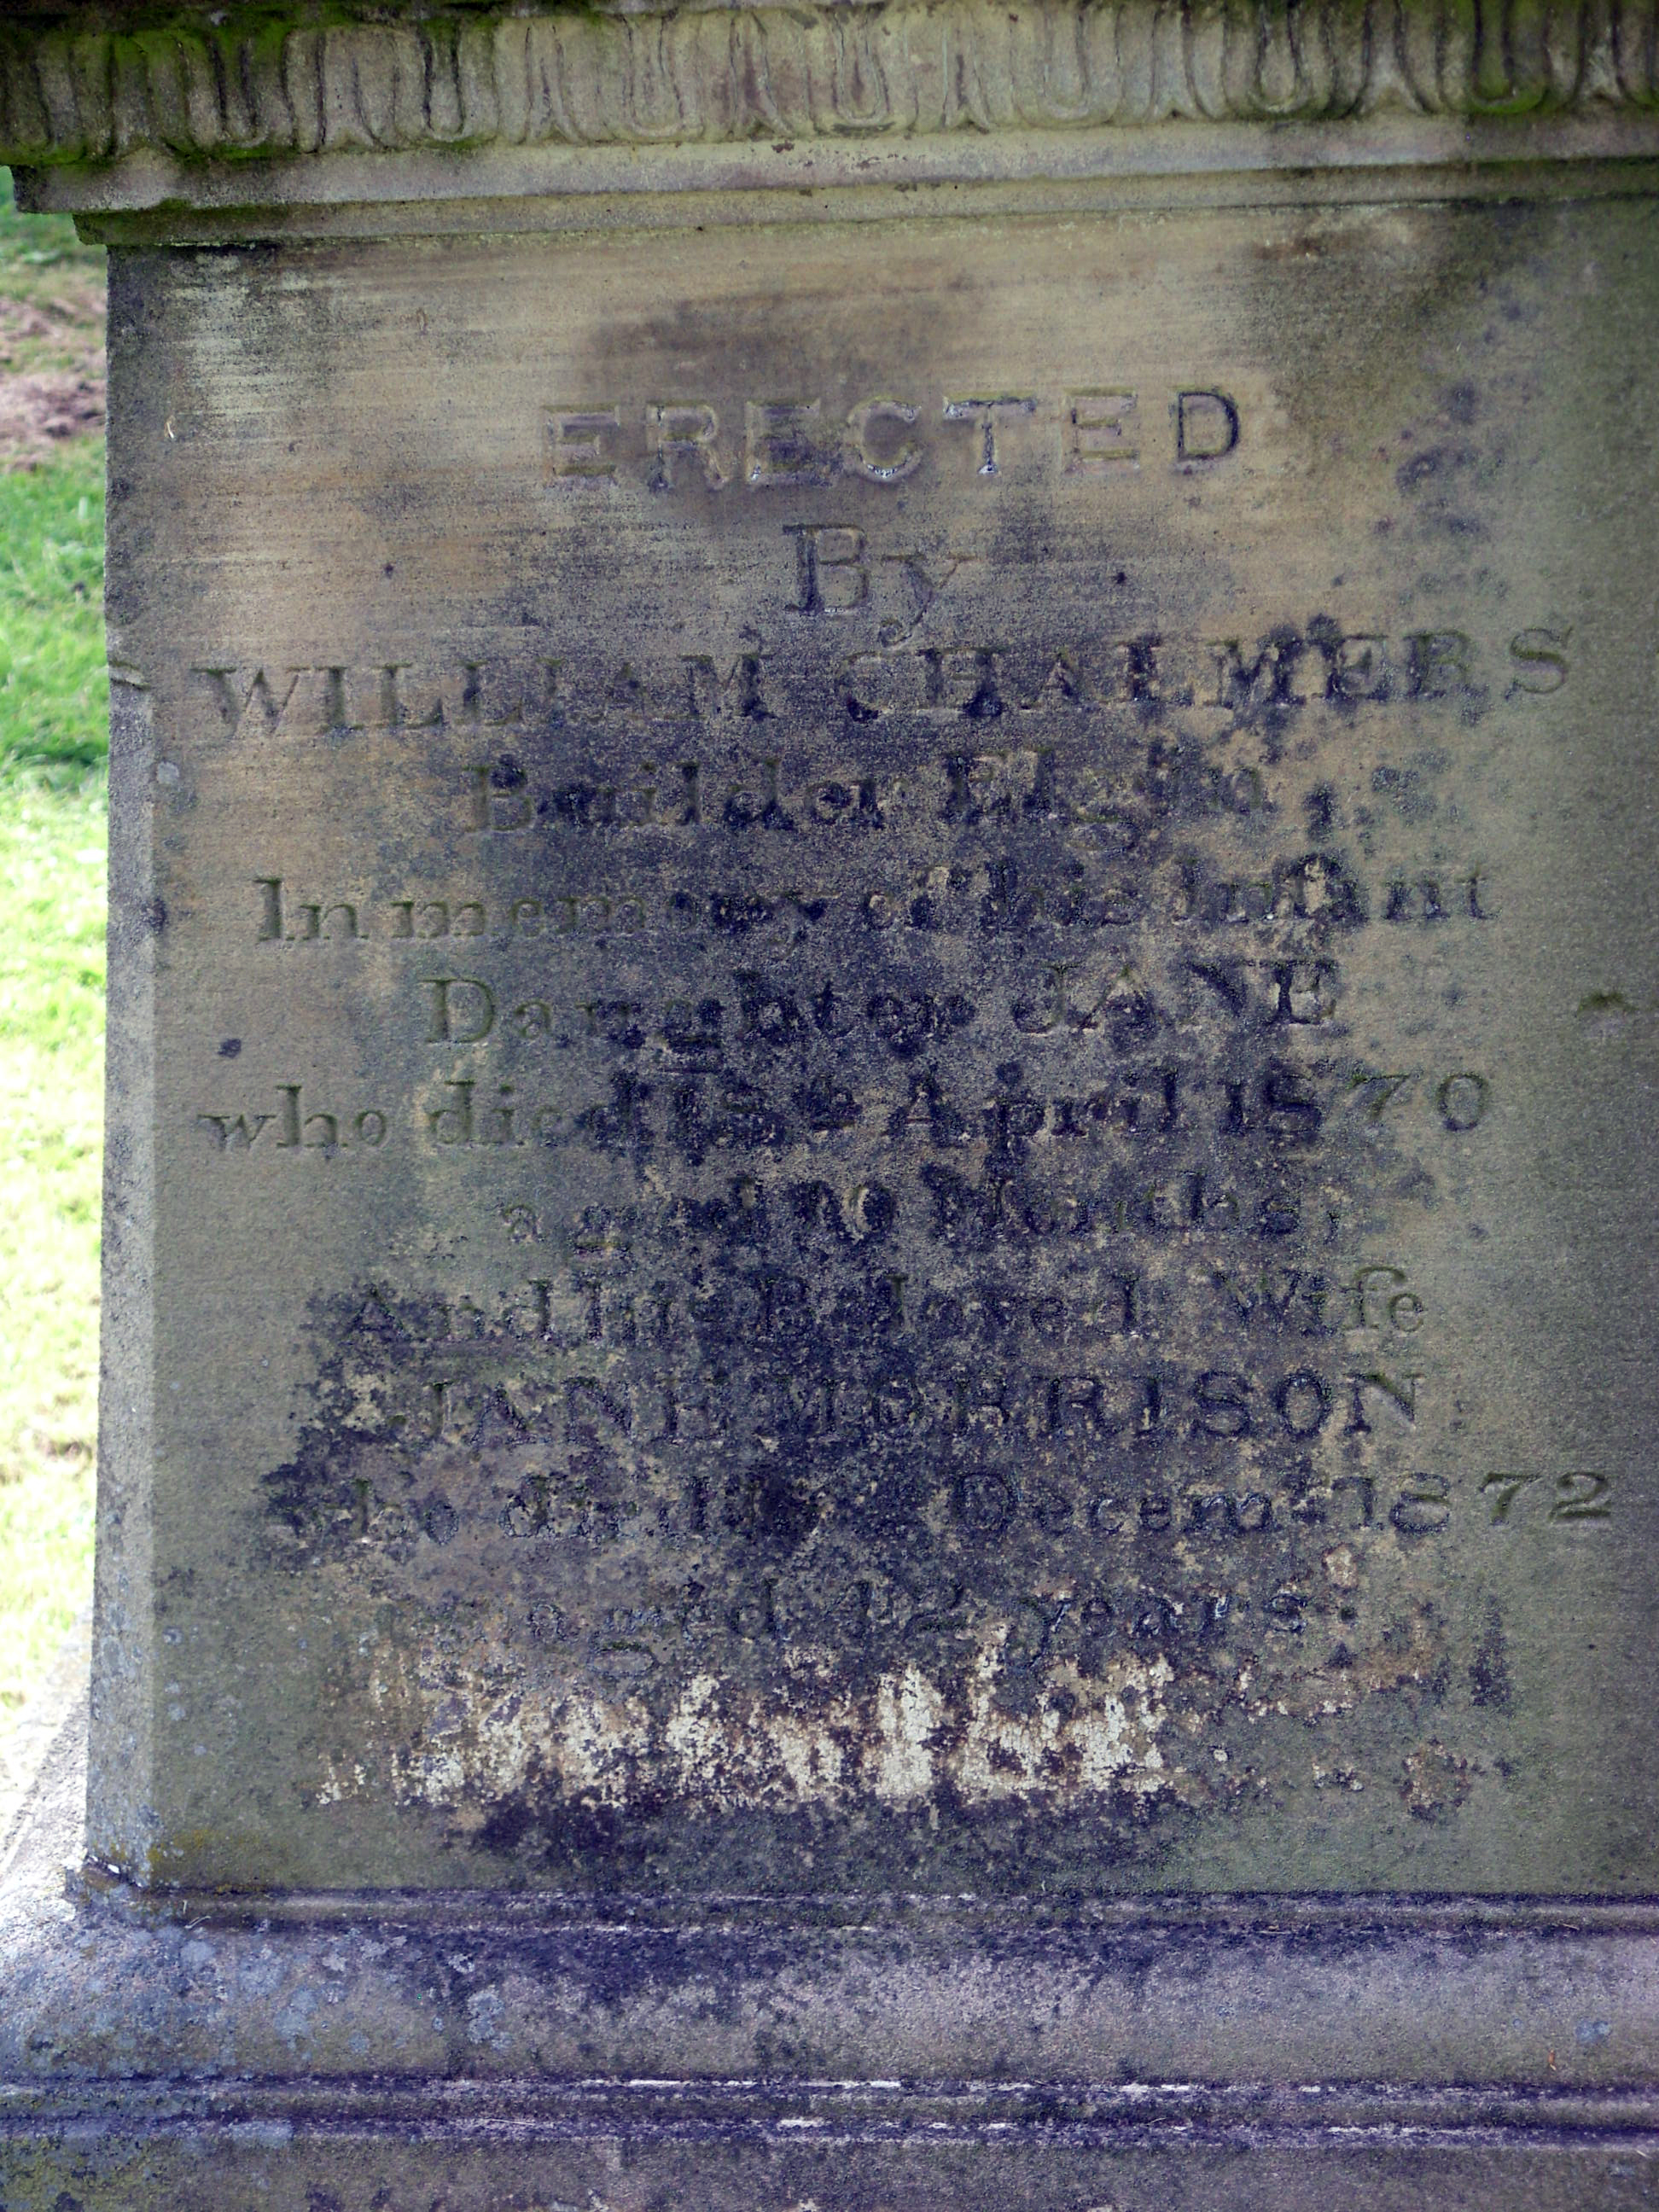 ERECTED
By
WILLIAM CHALMERS
Builder Elgin,
In memory of his Infant
Daughter JANE
who died 18th April 1870
aged 10 Months,
And his Beloved Wife
JANE MORRISON
who died Decem- 1872
aged 42 years.